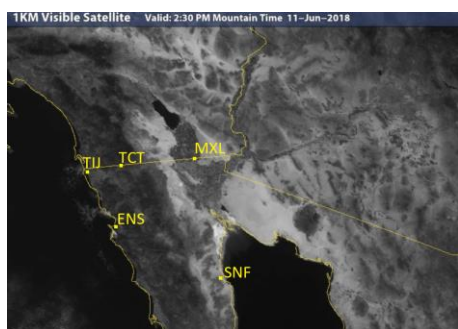 1KM Visible Satellite Valid: 2:30 PM Mountain Time 11-Jun-2018
MXL
TIJ TCT
ENS
SNF